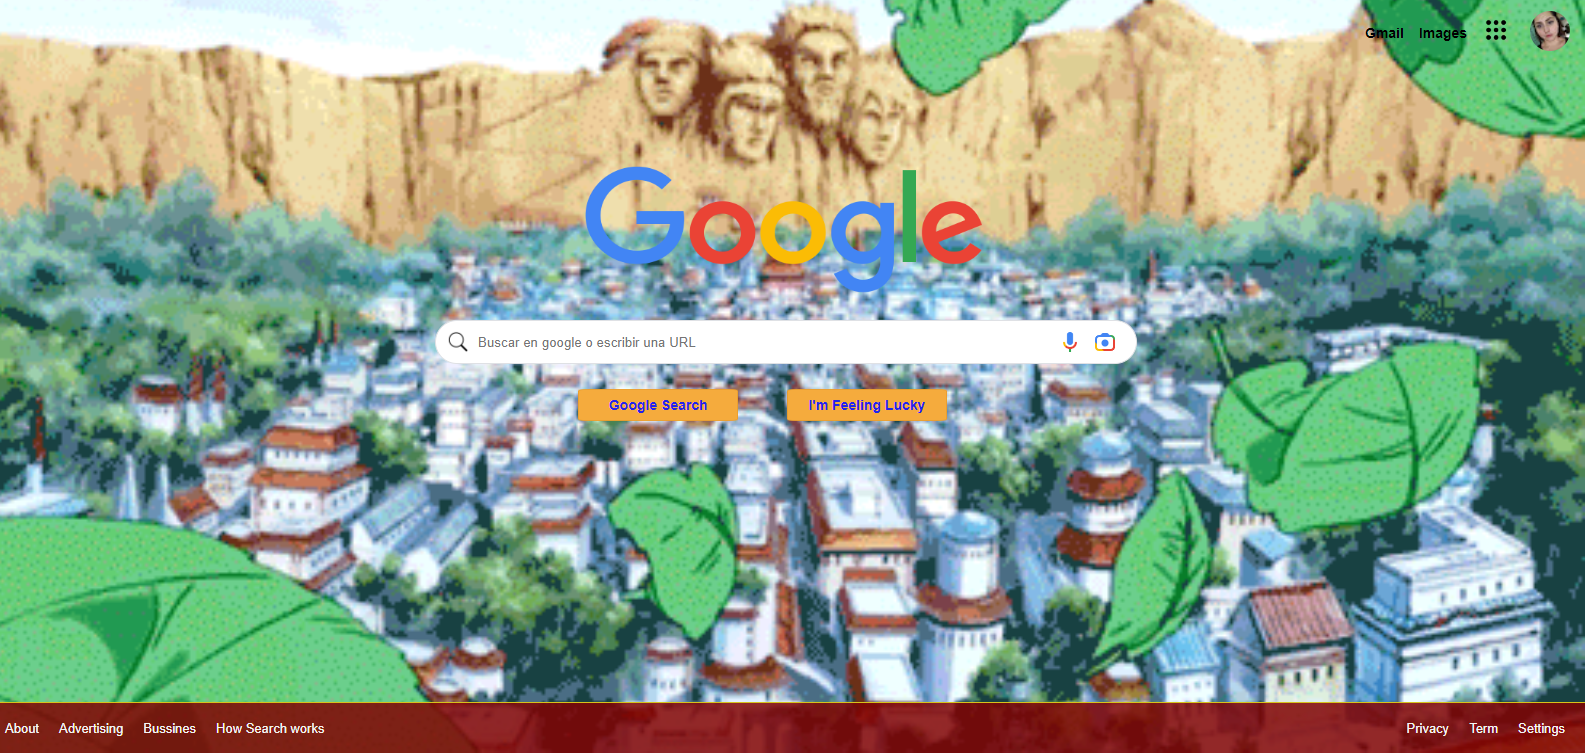 Gmail Images
Google
Buscar en google o escribir una URL
Google Search I'm Feeling Lucky
About Advertising Bussines How Search works Privacy Term Settings